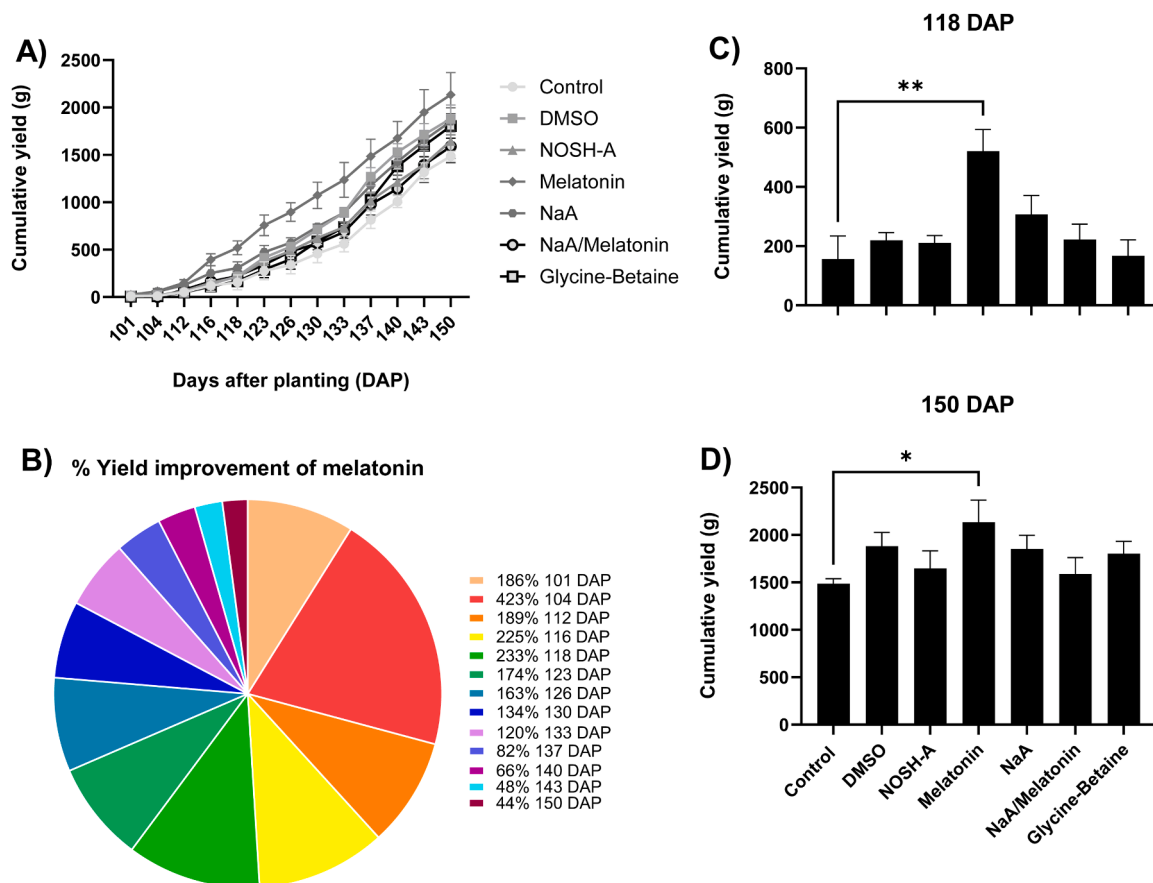 A)
Cumulative yield (g)
2500
2000
1500
1000
500
0
101
104
112
116
118
123
126
130
133
137
140
143
150
Days after planting (DAP)
Control
DMSO
NOSH-A
Melatonin
NaA
NaA/Melatonin
Glycine-Betaine
B) % Yield improvement of melatonin
186% 101 DAP
423% 104 DAP
189% 112 DAP
225% 116 DAP
233% 118 DAP
174% 123 DAP
163% 126 DAP
134% 130 DAP
120% 133 DAP
82% 137 DAP
66% 140 DAP
48% 143 DAP
44% 150 DAP
118 DAP
C)
Cumulative yield (g)
800
600
400
200
0
**
150 DAP
D)
Cumulative yield (g)
2500
2000
1500
1000
500
0
*
Control
DMSO
NOSH-A
Melatonin
NaA
NaA/Melatonin
Glycine-Betaine